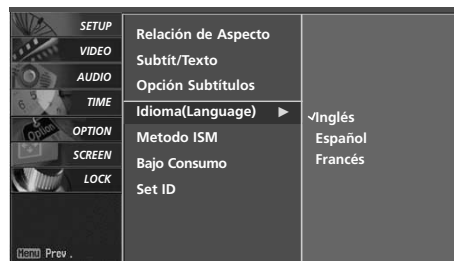 SETUP
VIDEO
AUDIO
TIME
OPTION
SCREEN
LOCK
Menu Prev.
Relación de Aspecto
Subtít/Texto
Opción Subtítulos
Idioma(Language) ►
Metodo ISM
Bajo Consumo
Set ID
✓Inglés
Español
Francés